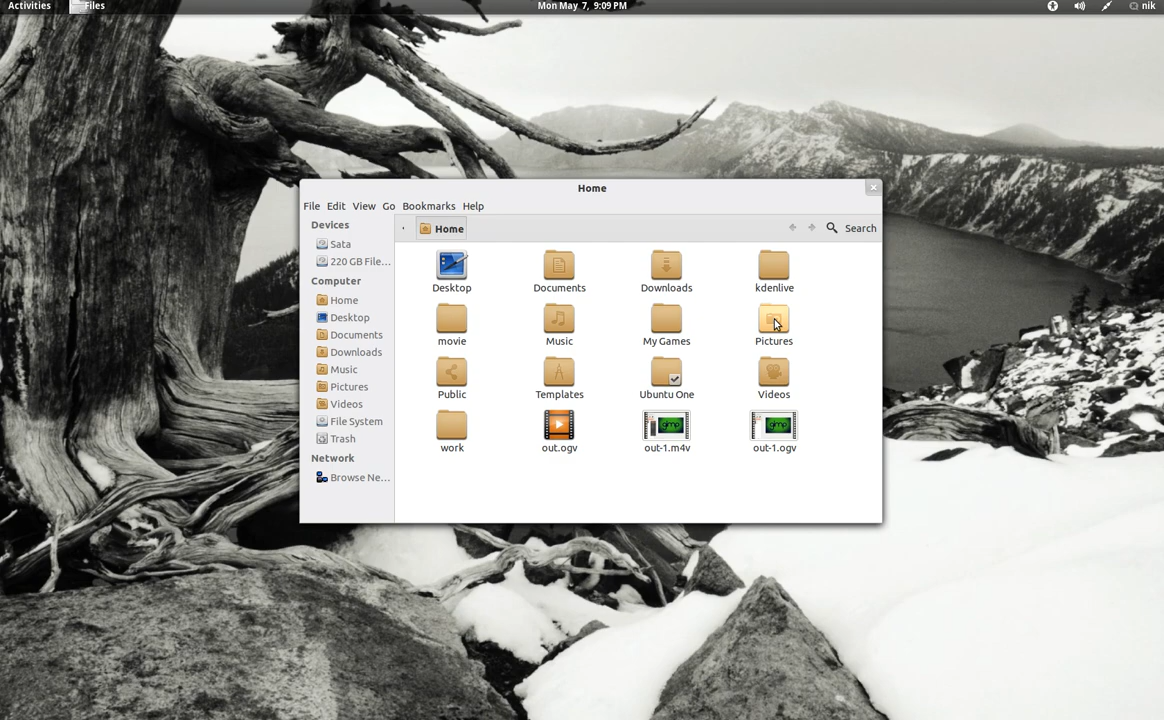 Activities Files Mon May 7, 9:09 PM nik
Home
File Edit View Go Bookmarks Help
Home Search
Devices
Sata
220 GB File...
Computer
Home
Desktop
Documents
Downloads
Music
Pictures
Videos
File System
Trash
Network
Browse Ne...
Desktop Documents Downloads kdenlive
movie Music My Games Pictures
Public Templates Ubuntu One Videos
work out.ogv out-1.m4v out-1.ogv